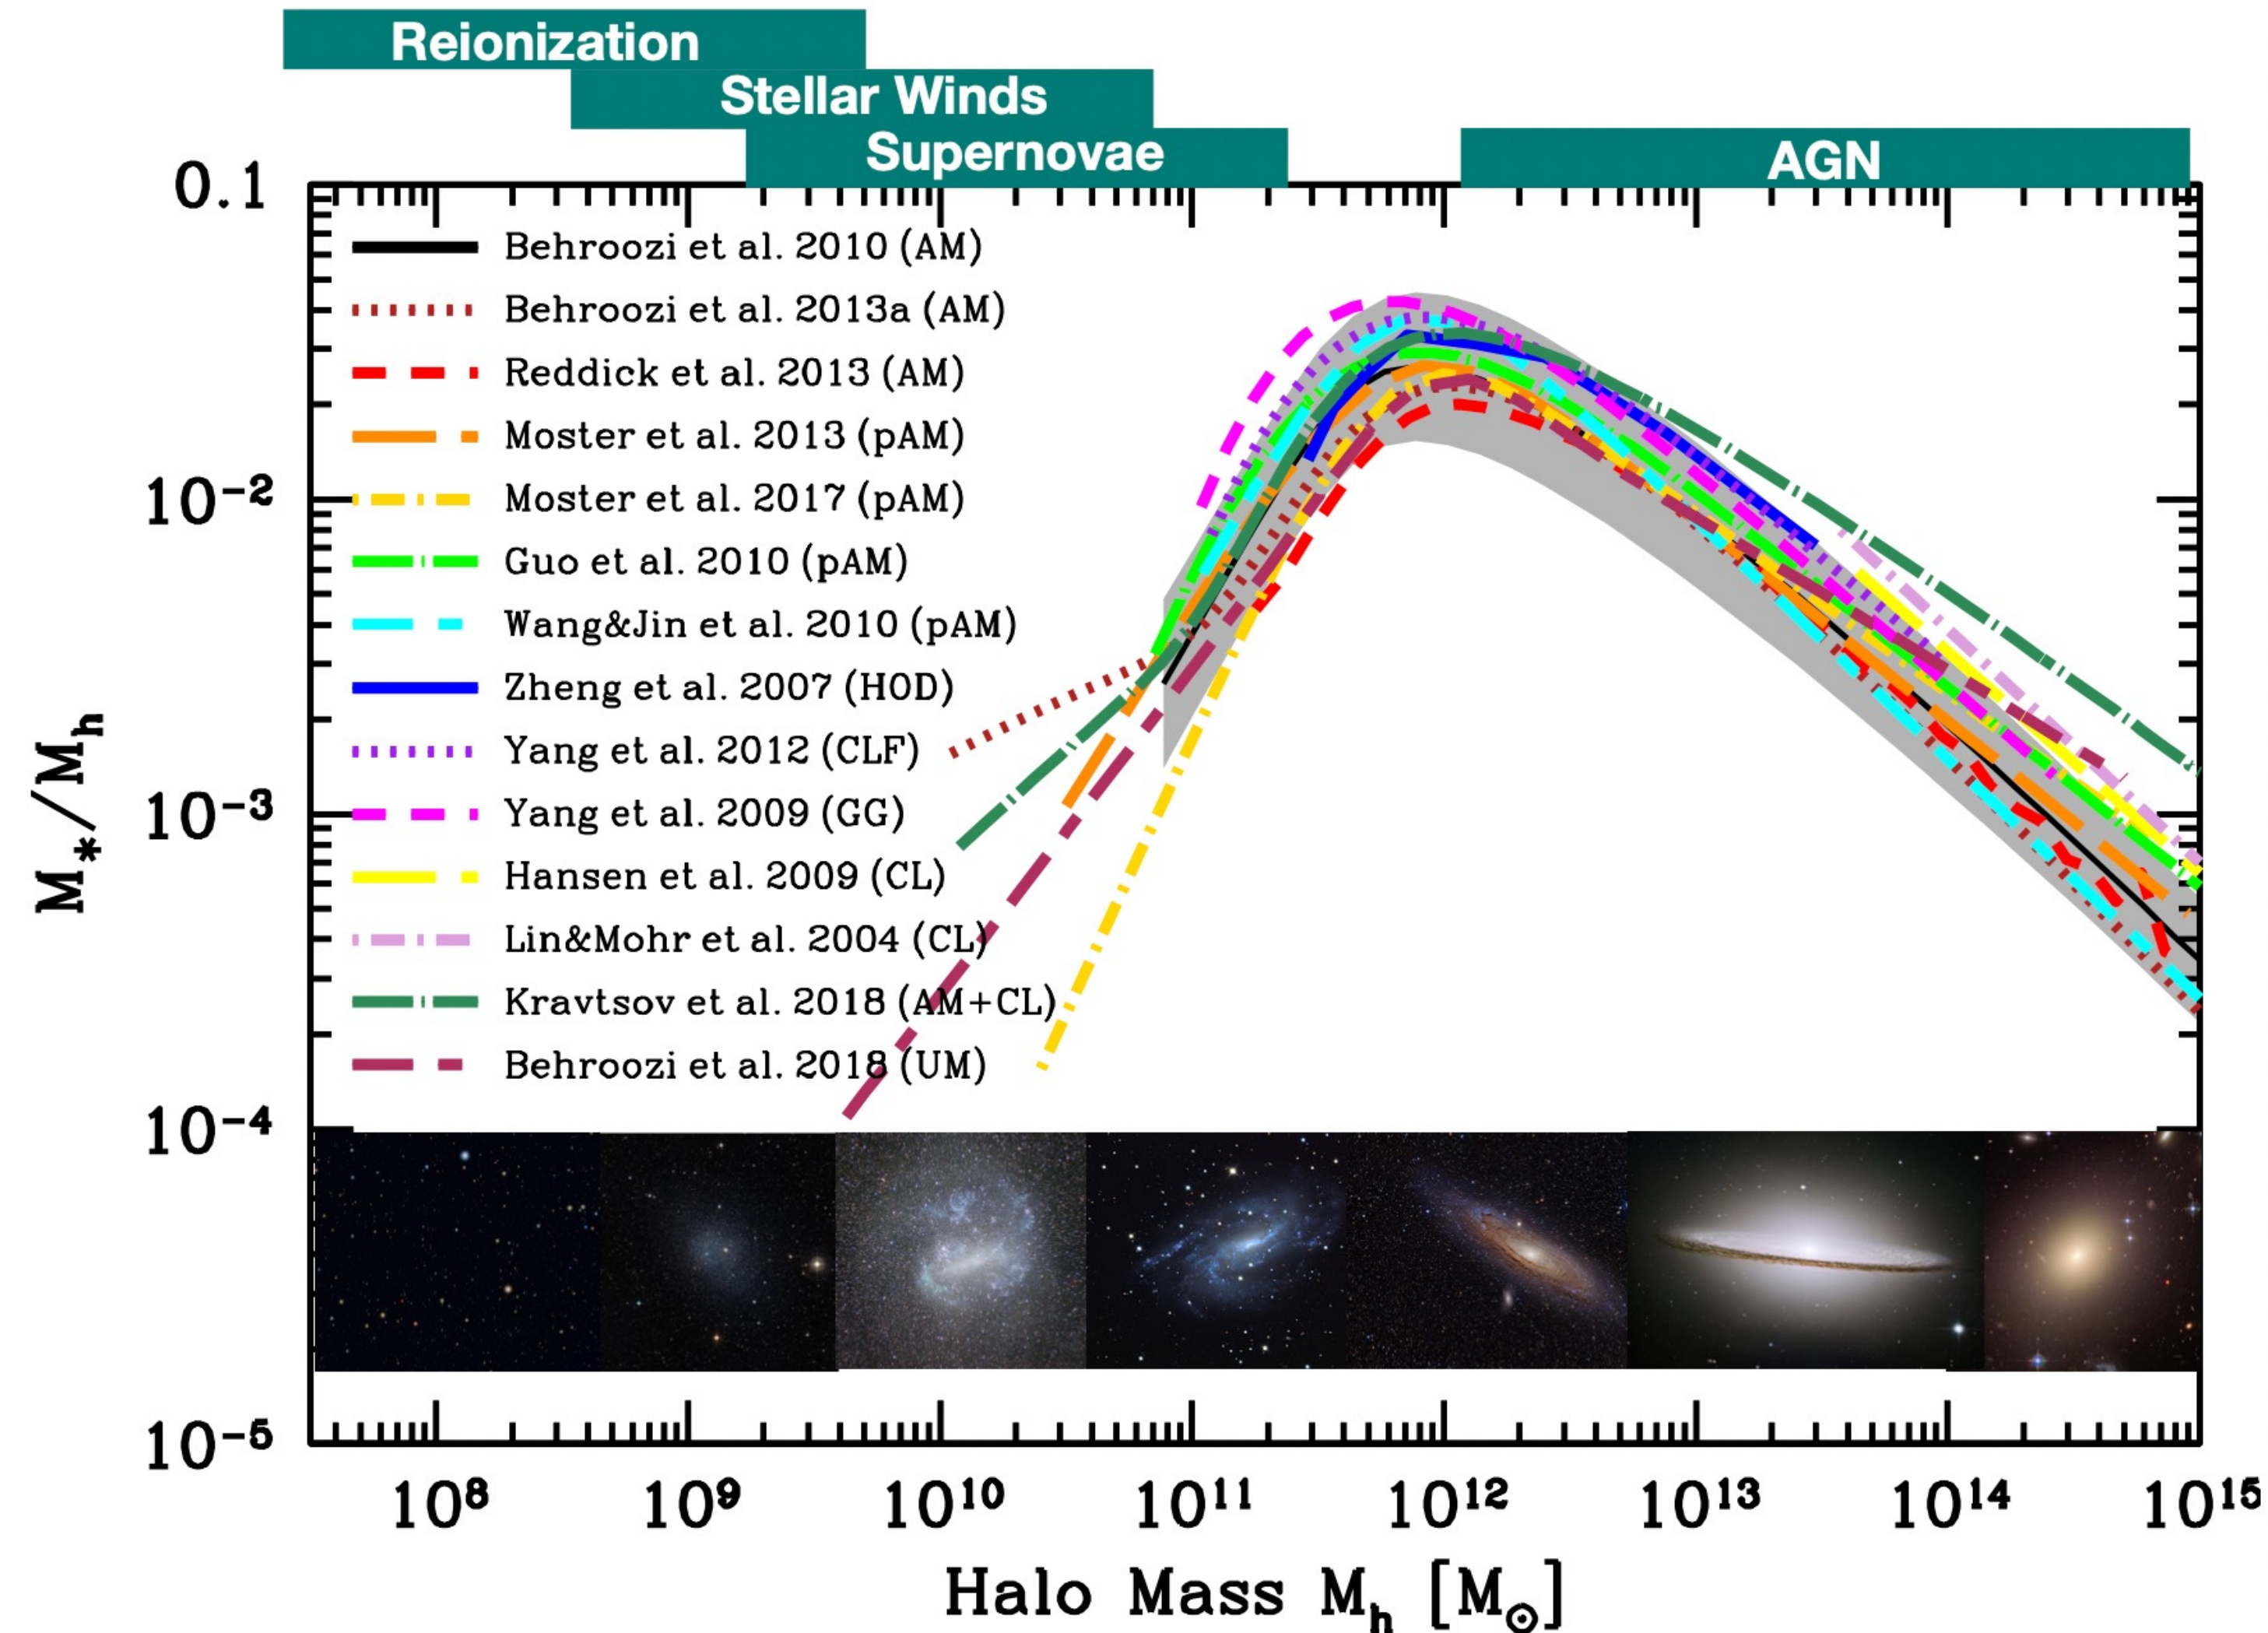 Reionization
Stellar Winds
Supernovae
AGN
0.1
Behroozi et al. 2010 (AM)
Behroozi et al. 2013a (AM)
Reddick et al. 2013 (AM)
Moster et al. 2013 (pAM)
10⁻²
Moster et al. 2017 (pAM)
Guo et al. 2010 (pAM)
Wang&Jin et al. 2010 (pAM)
Zheng et al. 2007 (HOD)
Yang et al. 2012 (CLF)
M*/Mh
10⁻³
Yang et al. 2009 (GG)
Hansen et al. 2009 (CL)
Lin&Mohr et al. 2004 (CL)
Kravtsov et al. 2018 (AM+CL)
Behroozi et al. 2018 (UM)
10⁻⁴
10⁻⁵
10⁸ 10⁹ 10¹⁰ 10¹¹ 10¹² 10¹³ 10¹⁴ 10¹⁵
Halo Mass Mh [M⊙]